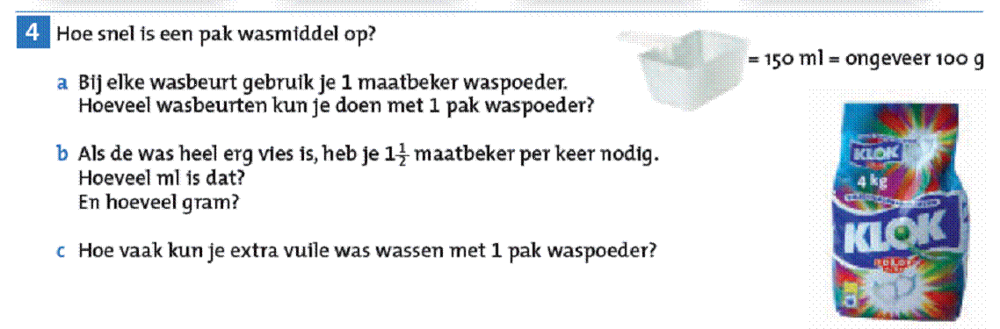 4 Hoe snel is een pak wasmiddel op?
= 150 ml = ongeveer 100 g
a Bij elke wasbeurt gebruik je 1 maatbeker waspoeder.
Hoeveel wasbeurten kun je doen met 1 pak waspoeder?
b Als de was heel erg vies is, heb je 1½ maatbeker per keer nodig.
Hoeveel ml is dat?
En hoeveel gram?
c Hoe vaak kun je extra vuile was wassen met 1 pak waspoeder?
KLOK
4 kg
KLOK